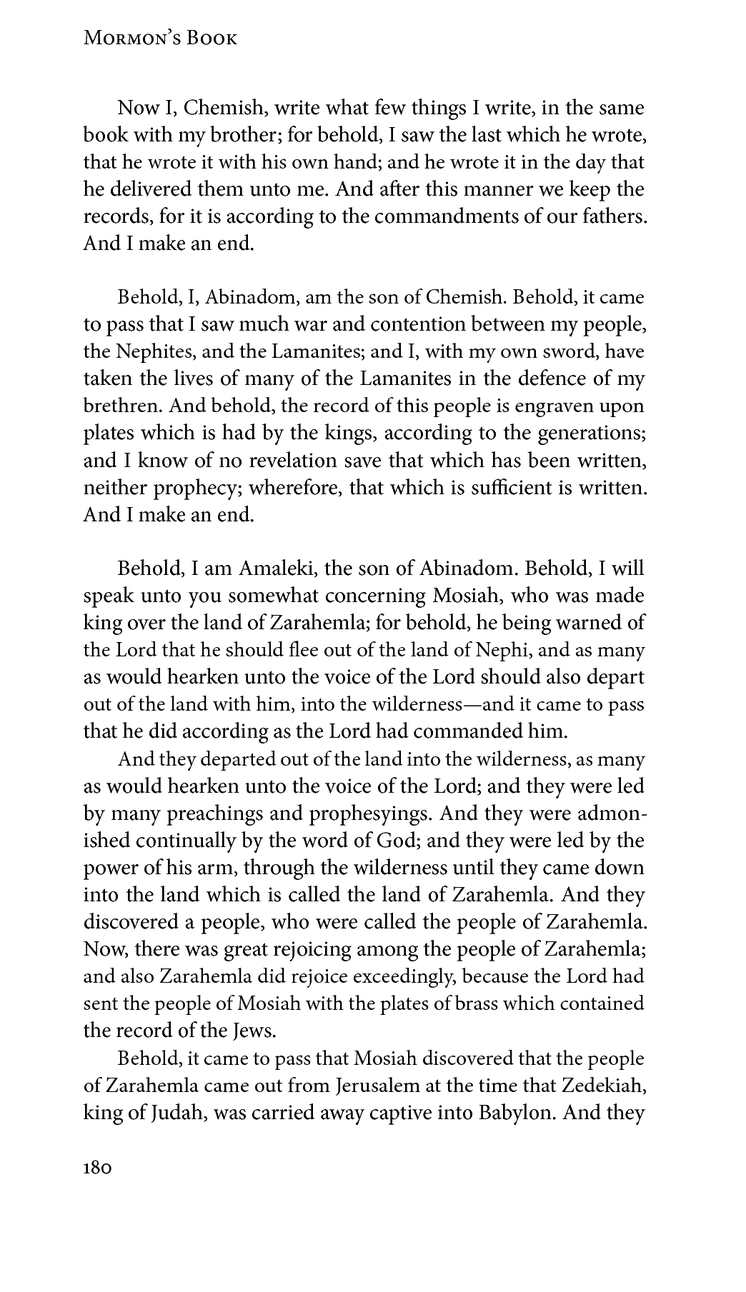 Mormon’s Book
Now I, Chemish, write what few things I write, in the same
book with my brother; for behold, I saw the last which he wrote,
that he wrote it with his own hand; and he wrote it in the day that
he delivered them unto me. And after this manner we keep the
records, for it is according to the commandments of our fathers.
And I make an end.
Behold, I, Abinadom, am the son of Chemish. Behold, it came
to pass that I saw much war and contention between my people,
the Nephites, and the Lamanites; and I, with my own sword, have
taken the lives of many of the Lamanites in the defence of my
brethren. And behold, the record of this people is engraven upon
plates which is had by the kings, according to the generations;
and I know of no revelation save that which has been written,
neither prophecy; wherefore, that which is sufficient is written.
And I make an end.
Behold, I am Amaleki, the son of Abinadom. Behold, I will
speak unto you somewhat concerning Mosiah, who was made
king over the land of Zarahemla; for behold, he being warned of
the Lord that he should flee out of the land of Nephi, and as many
as would hearken unto the voice of the Lord should also depart
out of the land with him, into the wilderness—and it came to pass
that he did according as the Lord had commanded him.
And they departed out of the land into the wilderness, as many
as would hearken unto the voice of the Lord; and they were led
by many preachings and prophesyings. And they were admon-
ished continually by the word of God; and they were led by the
power of his arm, through the wilderness until they came down
into the land which is called the land of Zarahemla. And they
discovered a people, who were called the people of Zarahemla.
Now, there was great rejoicing among the people of Zarahemla;
and also Zarahemla did rejoice exceedingly, because the Lord had
sent the people of Mosiah with the plates of brass which contained
the record of the Jews.
Behold, it came to pass that Mosiah discovered that the people
of Zarahemla came out from Jerusalem at the time that Zedekiah,
king of Judah, was carried away captive into Babylon. And they
180